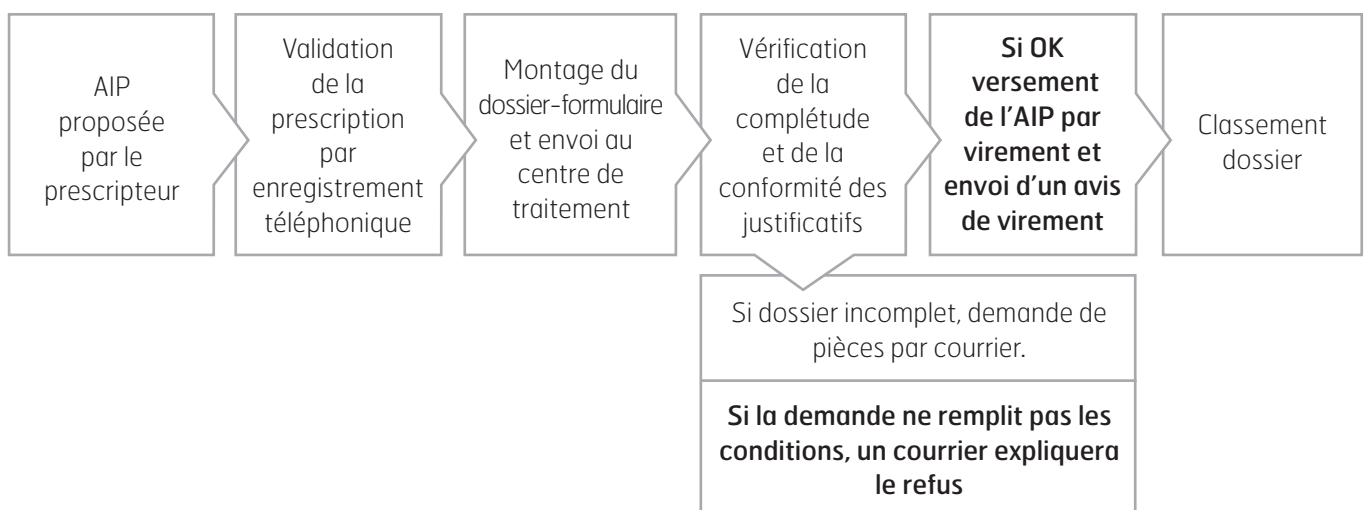 AIP
proposée
par le
prescripteur
Validation
de la
prescription
par
enregistrement
téléphonique
Montage du
dossier-formulaire
et envoi au
centre de
traitement
Vérification
de la
complétude
et de la
conformité des
justificatifs
Si OK
versement
de l'AIP par
virement et
envoi d'un avis
de virement
Classement
dossier
Si dossier incomplet, demande de
pièces par courrier.
Si la demande ne remplit pas les
conditions, un courrier expliquera
le refus